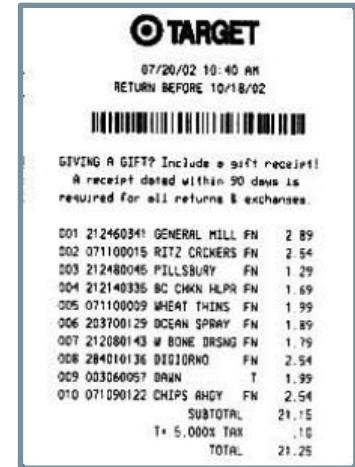 TARGET
07/20/02 10:40 AM
RETURN BEFORE 10/18/02
GIVING A GIFT? Include a gift receipt!
A receipt dated within 90 days is
required for all returns & exchanges.
001 212460341 GENERAL MILL FN 2.89
002 071100015 RITZ CRCKERS FN 2.54
003 212480045 PILLSBURY FN 1.29
004 212140335 BC CHKN HLPR FN 1.69
005 071100009 WHEAT THINS FN 1.99
006 203700129 OCEAN SPRAY FN 1.89
007 212080143 W BONE DRSNG FN 1.79
008 284010136 DIGIORNO FN 2.54
009 003060057 DAWN T 1.99
010 071090122 CHIPS AHOY FN 2.54
SUBTOTAL 21.15
T= 5.000% TAX .10
TOTAL 21.25